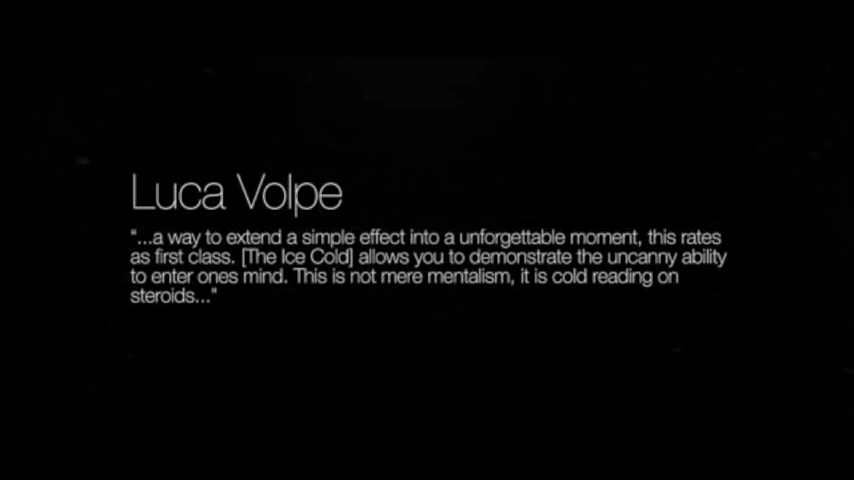 Luca Volpe
“...a way to extend a simple effect into a unforgettable moment, this rates
as first class. [The Ice Cold] allows you to demonstrate the uncanny ability
to enter ones mind. This is not mere mentalism, it is cold reading on
steroids...”